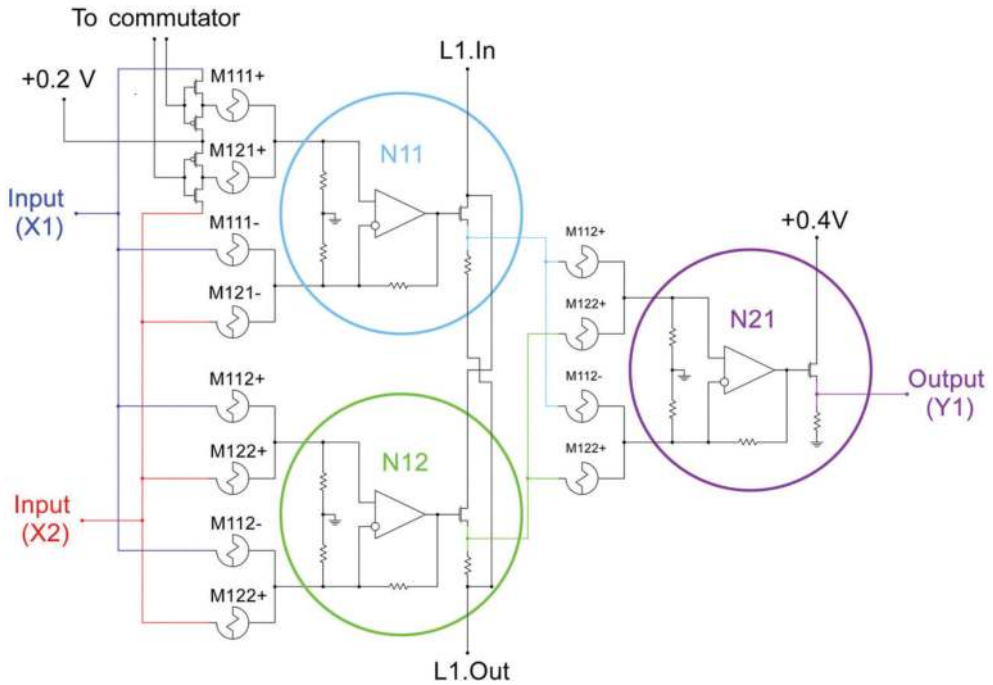 To commutator
L1.In
+0.2 V
M111+
M121+
N11
Input
(X1)
M111-
M121-
+0.4V
M112+
M122+
N21
M112-
M122+
Output
(Y1)
M112+
M122+
N12
Input
(X2)
M112-
M122+
L1.Out